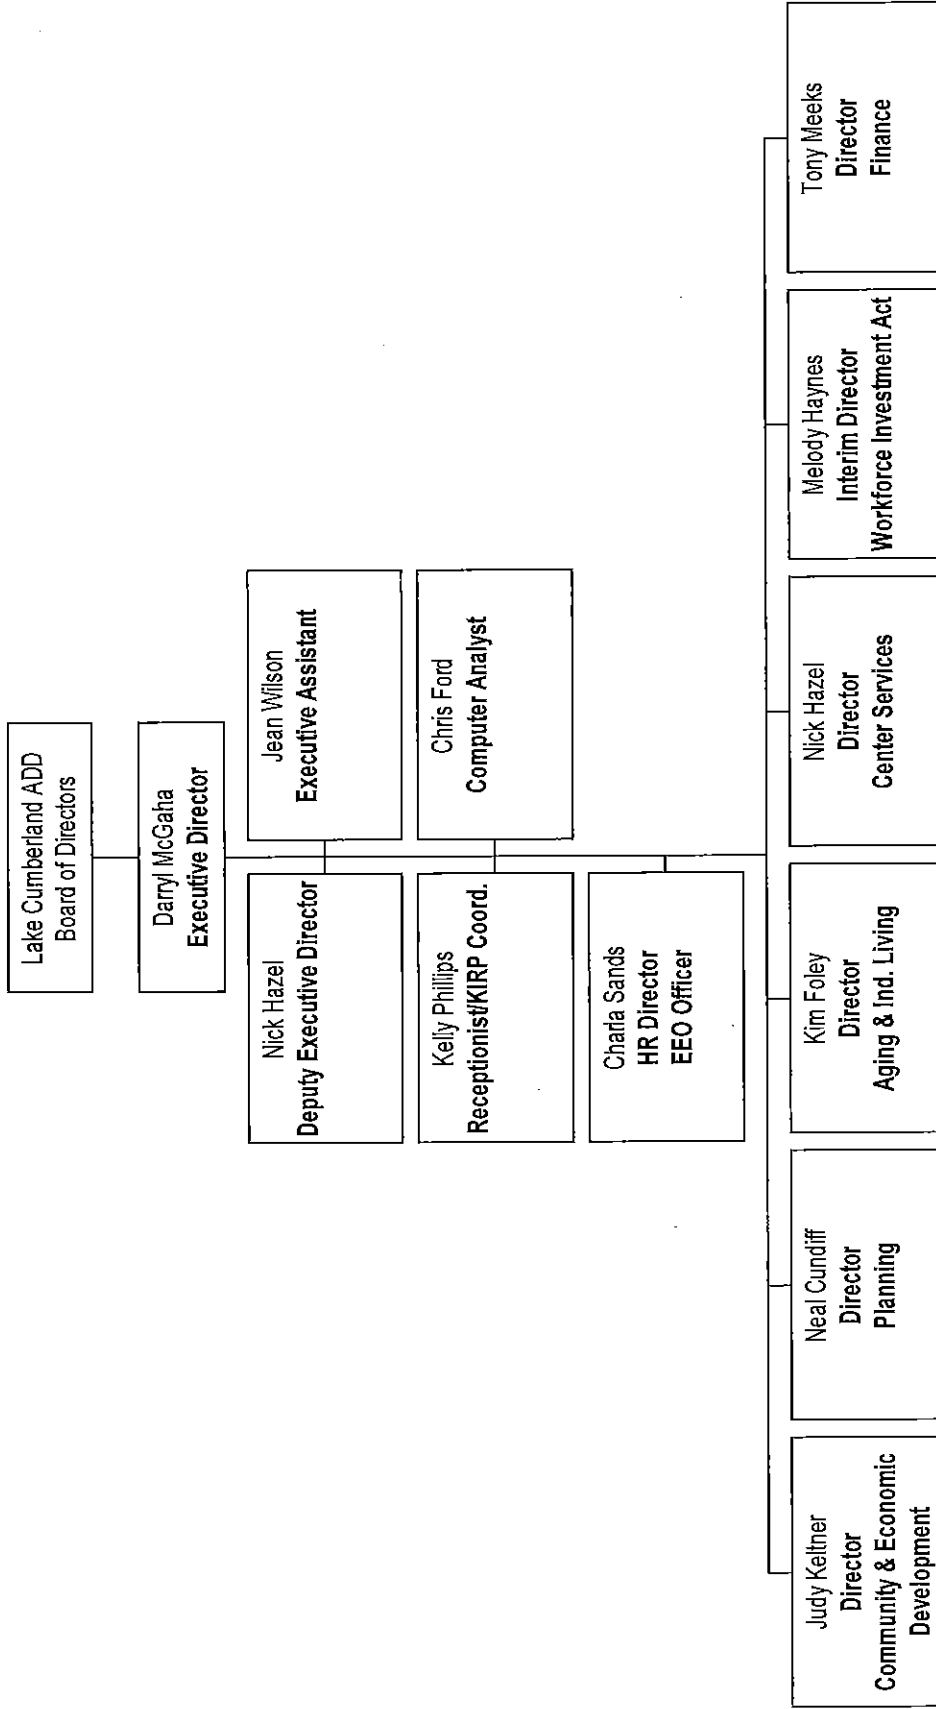 Lake Cumberland ADD
Board of Directors
Darryl McGaha
Executive Director
Nick Hazel
Deputy Executive Director
Jean Wilson
Executive Assistant
Kelly Phillips
Receptionist/KIRP Coord.
Chris Ford
Computer Analyst
Charla Sands
HR Director
EEO Officer
Judy Keltner
Director
Community & Economic
Development
Neal Cundiff
Director
Planning
Kim Foley
Director
Aging & Ind. Living
Nick Hazel
Director
Center Services
Melody Haynes
Interim Director
Workforce Investment Act
Tony Meeks
Director
Finance